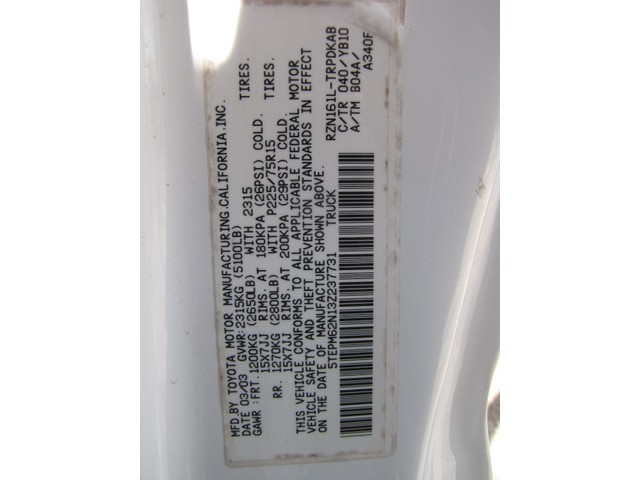 MFD.BY TOYOTA MOTOR MANUFACTURING,CALIFORNIA,INC.
DATE 03/03 GVWR:2315KG (5100LB)
GAWR :FRT.1200KG (2650LB) WITH 2315 TIRES.
15X7JJ RIMS. AT 180KPA (26PSI) COLD.
RR. 1270KG (2800LB) WITH P225/75R15 TIRES.
15X7JJ RIMS. AT 200KPA (29PSI) COLD.
THIS VEHICLE CONFORMS TO ALL APPLICABLE FEDERAL MOTOR
VEHICLE SAFETY AND THEFT PREVENTION STANDARDS IN EFFECT
ON THE DATE OF MANUFACTURE SHOWN ABOVE.
5TEPM62N13Z237731 TRUCK
RZN161L-TRPDKAB
C/TR 040/YB10
A/TM B04A/
A340F